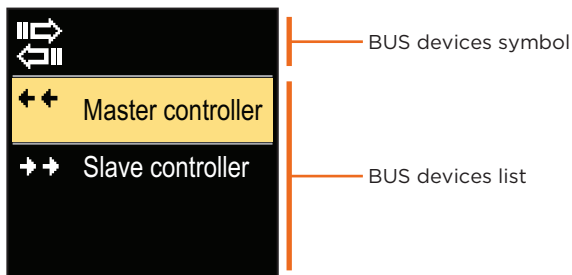 BUS devices symbol
Master controller
Slave controller
BUS devices list